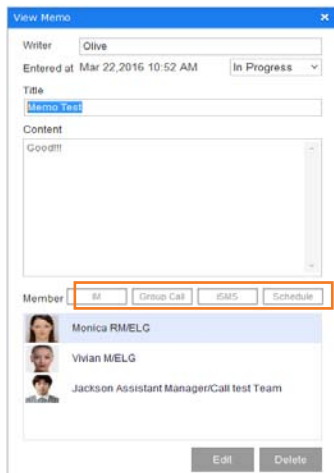 View Memo ×
Writer Olive
Entered at Mar 22,2016 10:52 AM In Progress
Title
Memo Test
Content
Good!!!
Member IM Group Call ISMS Schedule
Monica RM/ELG
Vivian M/ELG
Jackson Assistant Manager/Call test Team
Edit Delete